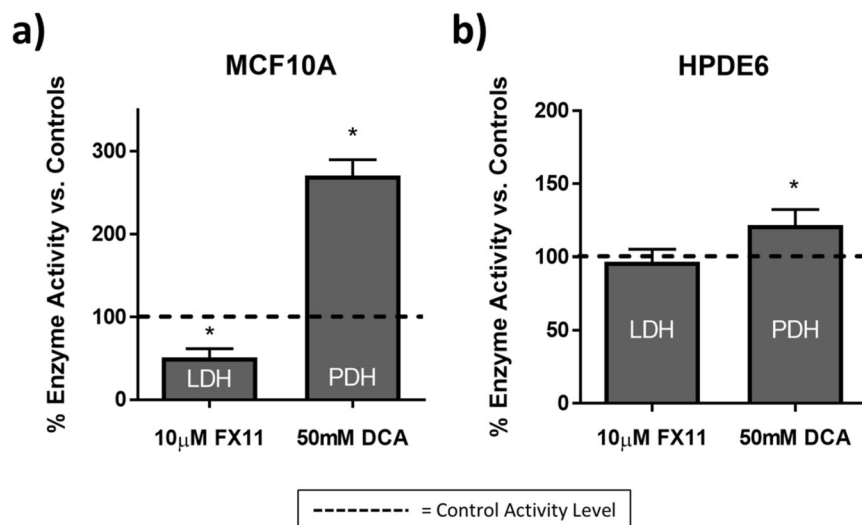 a)
MCF10A
% Enzyme Activity vs. Controls
300
200
100
0
*
*
LDH
PDH
10μM FX11
50mM DCA
b)
HPDE6
% Enzyme Activity vs. Controls
200
150
100
50
0
*
LDH
PDH
10μM FX11
50mM DCA
= Control Activity Level